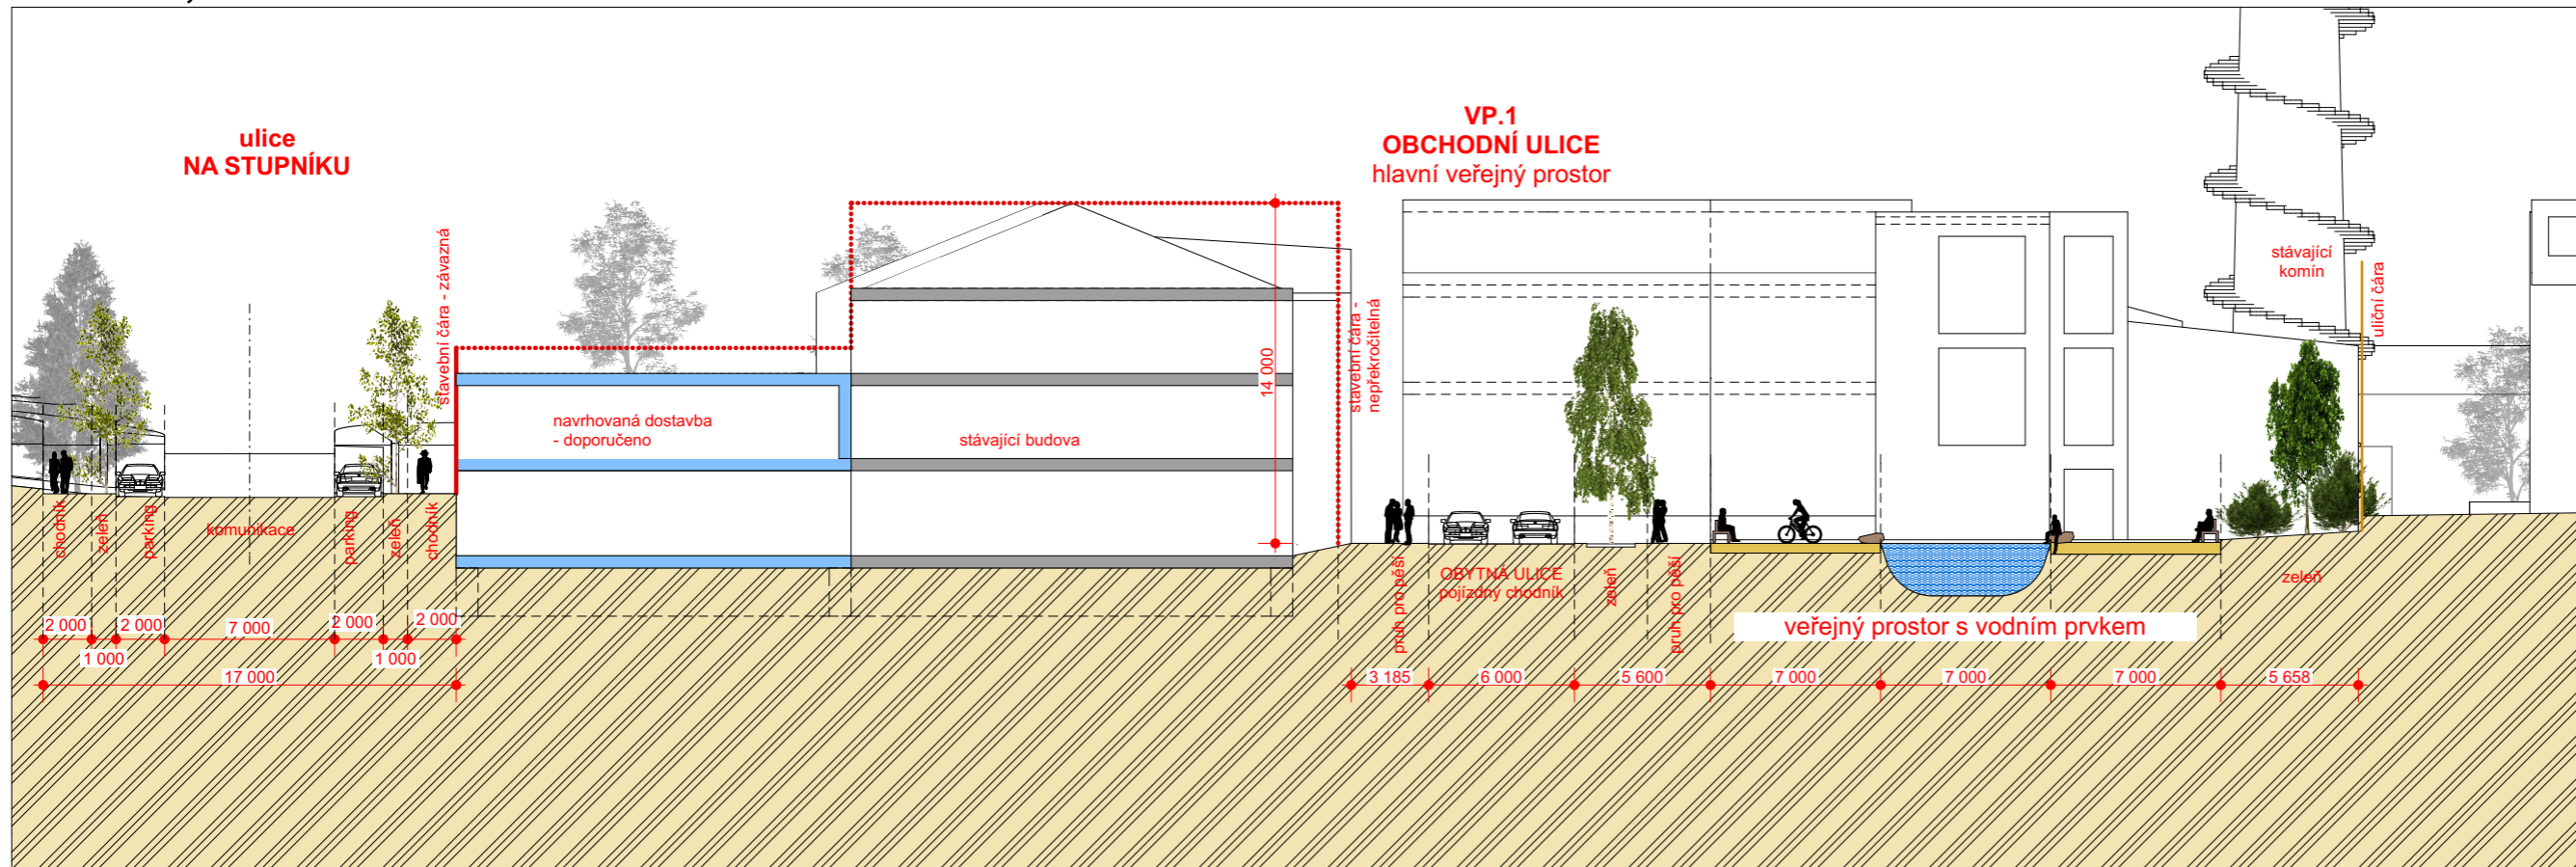 ulice
NA STUPNÍKU
VP.1
OBCHODNÍ ULICE
hlavní veřejný prostor
stavební čára - závazná
stavební čára -
nepřekročitelná
14 000
stávající
komín
uliční čára
navrhovaná dostavba
- doporučeno
stávající budova
chodník
zeleň
parking
komunikace
parking
zeleň
chodník
pruh pro pěší
OBYTNÁ ULICE
pojízdný chodník
zeleň
pruh pro pěší
zeleň
veřejný prostor s vodním prvkem
2 000
2 000
7 000
2 000
2 000
1 000
1 000
17 000
3 185
6 000
5 600
7 000
7 000
7 000
5 658